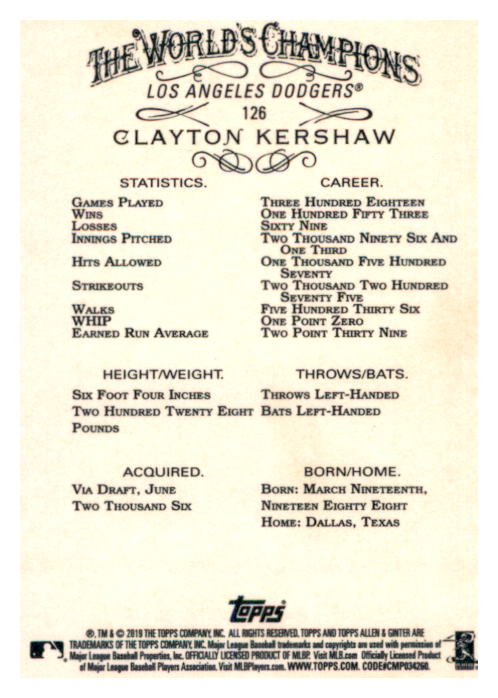 THE WORLD'S CHAMPIONS
LOS ANGELES DODGERS®
126
CLAYTON KERSHAW
STATISTICS. CAREER.
GAMES PLAYED THREE HUNDRED EIGHTEEN
WINS ONE HUNDRED FIFTY THREE
LOSSES SIXTY NINE
INNINGS PITCHED TWO THOUSAND NINETY SIX AND
ONE THIRD
HITS ALLOWED ONE THOUSAND FIVE HUNDRED
SEVENTY
STRIKEOUTS TWO THOUSAND TWO HUNDRED
SEVENTY FIVE
WALKS FIVE HUNDRED THIRTY SIX
WHIP ONE POINT ZERO
EARNED RUN AVERAGE TWO POINT THIRTY NINE
HEIGHT/WEIGHT. THROWS/BATS.
SIX FOOT FOUR INCHES THROWS LEFT-HANDED
TWO HUNDRED TWENTY EIGHT BATS LEFT-HANDED
POUNDS
ACQUIRED. BORN/HOME.
VIA DRAFT, JUNE BORN: MARCH NINETEENTH,
TWO THOUSAND SIX NINETEEN EIGHTY EIGHT
HOME: DALLAS, TEXAS
topps
®, TM & © 2019 THE TOPPS COMPANY, INC. ALL RIGHTS RESERVED. TOPPS AND TOPPS ALLEN & GINTER ARE
TRADEMARKS OF THE TOPPS COMPANY, INC. Major League Baseball trademarks and copyrights are used with permission of
Major League Baseball Properties, Inc. OFFICIALLY LICENSED PRODUCT OF MLBP. Visit MLB.com Officially Licensed Product
of Major League Baseball Players Association. Visit MLBPlayers.com. WWW.TOPPS.COM. CODE#CMP034260.